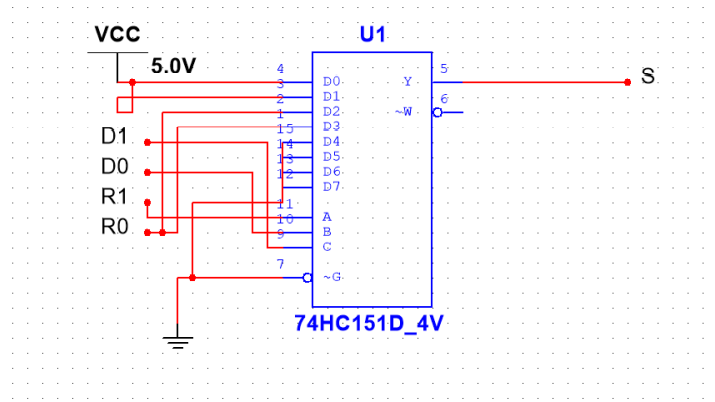 VCC
5.0V
U1
4
3
2
1
15
14
13
12
11
10
9
7
D0
D1
D2
D3
D4
D5
D6
D7
A
B
C
~G
Y
~W
5
6
S
D1
D0
R1
R0
74HC151D_4V